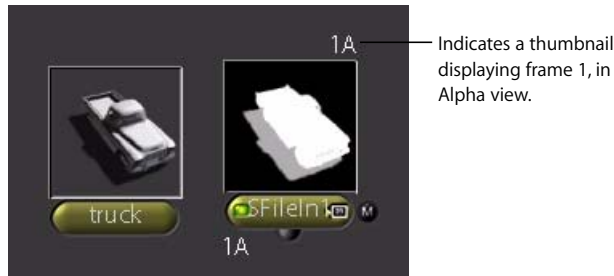 1A
Indicates a thumbnail
displaying frame 1, in
Alpha view.
truck
SFileIn1
M
1A